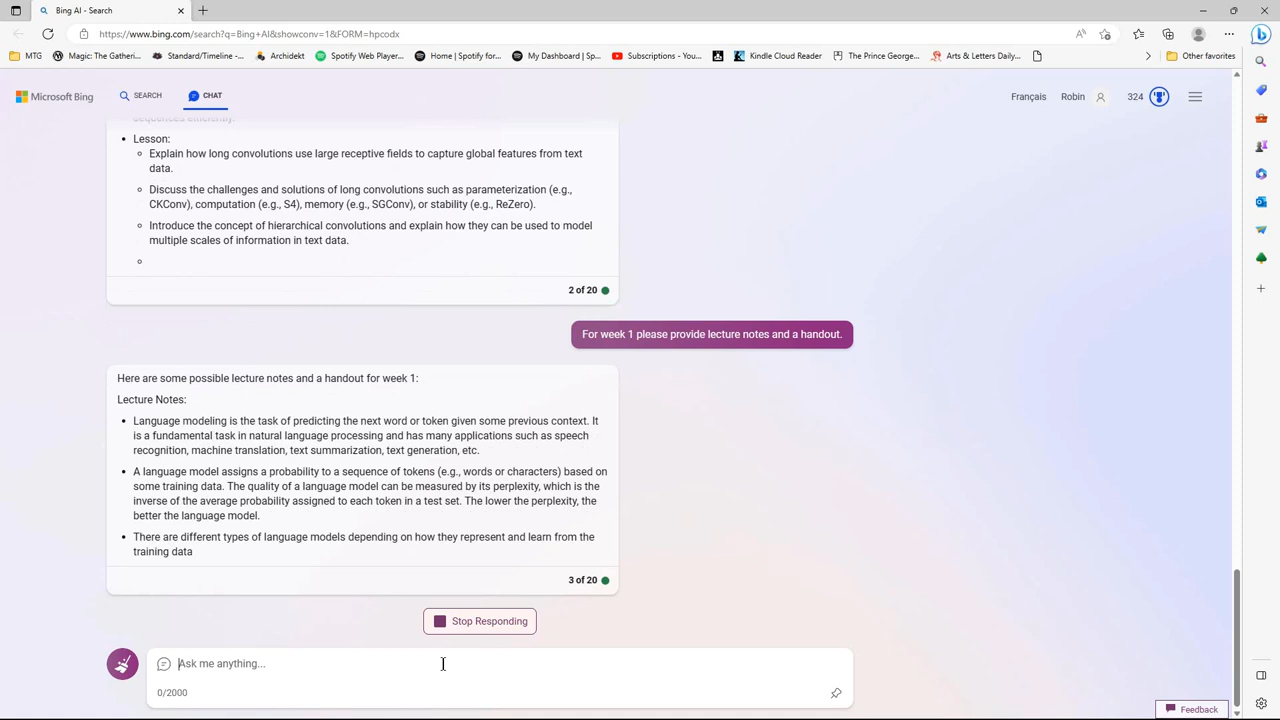 Bing AI - Search
https://www.bing.com/search?q=Bing+AI&showconv=1&FORM=hpcodx
MTG
Magic: The Gatheri...
Standard/Timeline -...
Archidekt
Spotify Web Player...
Home | Spotify for...
My Dashboard | Sp...
Subscriptions - You...
Kindle Cloud Reader
The Prince George...
Arts & Letters Daily...
Other favorites
Microsoft Bing
SEARCH
CHAT
Français
Robin
324
sequences efficiently.
• Lesson:
◦ Explain how long convolutions use large receptive fields to capture global features from text
data.
◦ Discuss the challenges and solutions of long convolutions such as parameterization (e.g.,
CKConv), computation (e.g., S4), memory (e.g., SGConv), or stability (e.g., ReZero).
◦ Introduce the concept of hierarchical convolutions and explain how they can be used to model
multiple scales of information in text data.
◦
2 of 20
For week 1 please provide lecture notes and a handout.
Here are some possible lecture notes and a handout for week 1:
Lecture Notes:
• Language modeling is the task of predicting the next word or token given some previous context. It
is a fundamental task in natural language processing and has many applications such as speech
recognition, machine translation, text summarization, text generation, etc.
• A language model assigns a probability to a sequence of tokens (e.g., words or characters) based on
some training data. The quality of a language model can be measured by its perplexity, which is the
inverse of the average probability assigned to each token in a test set. The lower the perplexity, the
better the language model.
• There are different types of language models depending on how they represent and learn from the
training data
3 of 20
Stop Responding
Ask me anything...
0/2000
Feedback